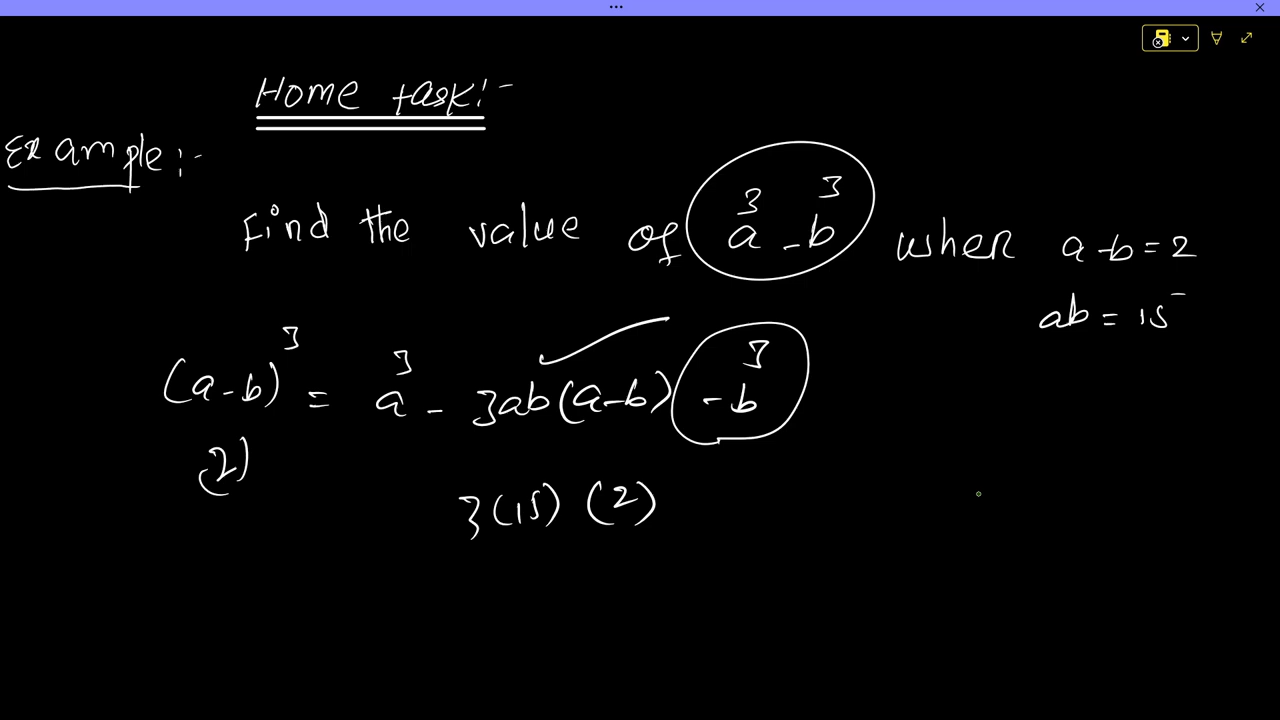 Home task:-
Example:-
Find the value of a³ - b³ when a - b = 2
ab = 15
(a - b)³ = a³ - 3ab(a - b) - b³
(2)
3(15) (2)